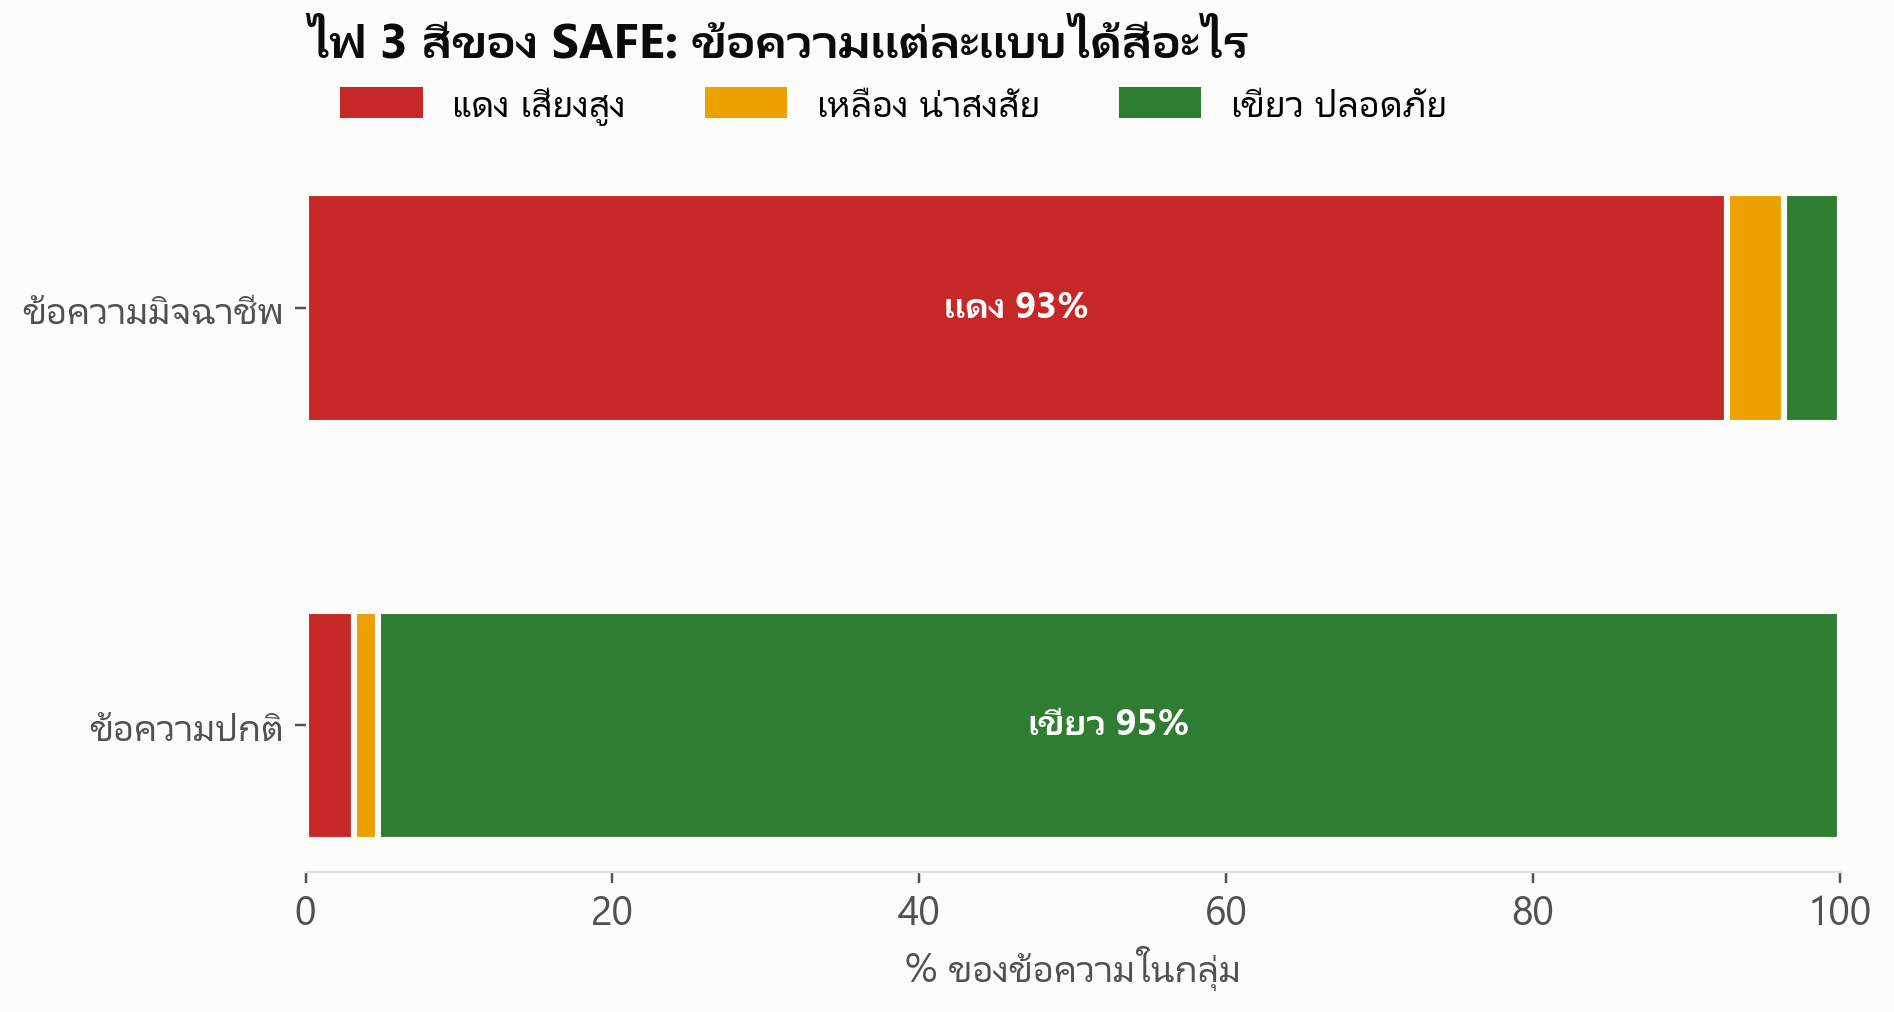 ไฟ 3 สีของ SAFE: ข้อความแต่ละแบบได้สีอะไร
แดง เสี่ยงสูง เหลือง น่าสงสัย เขียว ปลอดภัย
ข้อความมิจฉาชีพ
แดง 93%
ข้อความปกติ
เขียว 95%
0 20 40 60 80 100
% ของข้อความในกลุ่ม